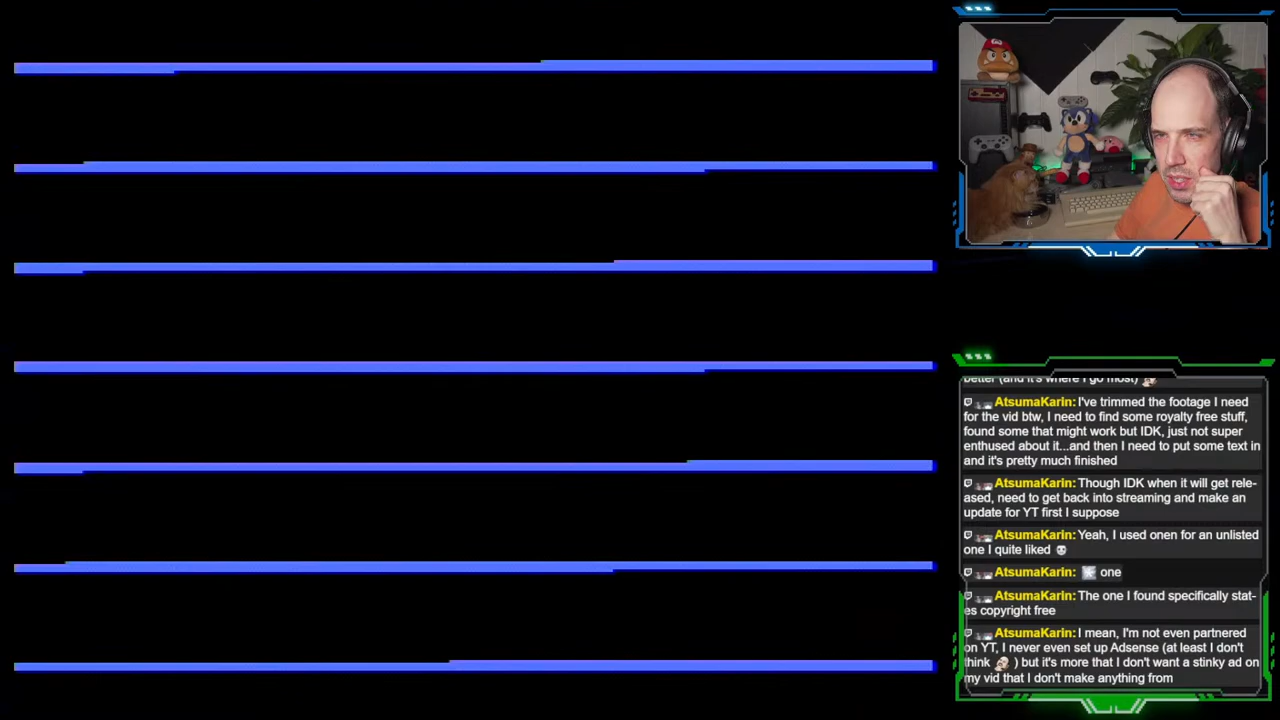 better (and it's where I go most)
AtsumaKarin: I've trimmed the footage I need
for the vid btw, I need to find some royalty free stuff,
found some that might work but IDK, just not super
enthused about it...and then I need to put some text in
and it's pretty much finished
AtsumaKarin: Though IDK when it will get rele-
ased, need to get back into streaming and make an
update for YT first I suppose
AtsumaKarin: Yeah, I used onen for an unlisted
one I quite liked
AtsumaKarin: one
AtsumaKarin: The one I found specifically stat-
es copyright free
AtsumaKarin: I mean, I'm not even partnered
on YT, I never even set up Adsense (at least I don't
think ) but it's more that I don't want a stinky ad on
my vid that I don't make anything from